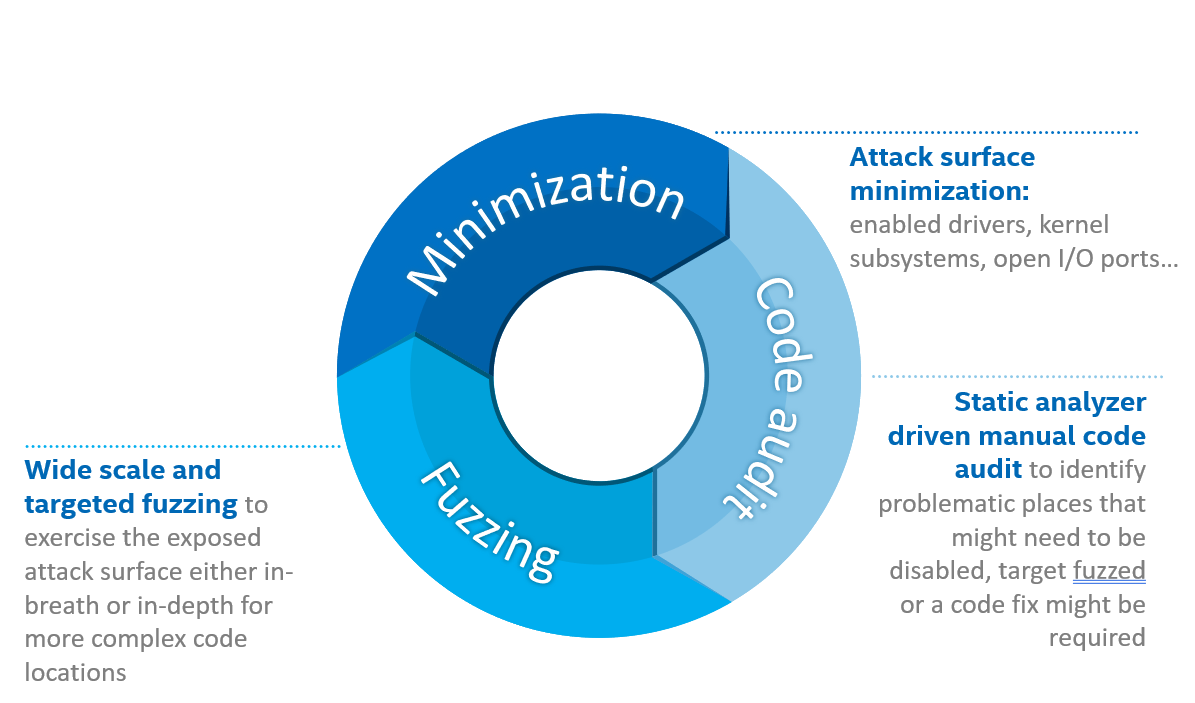 Minimization
Attack surface
minimization:
enabled drivers, kernel
subsystems, open I/O ports...
Code audit
Static analyzer
driven manual code
audit to identify
problematic places that
might need to be
disabled, target fuzzed
or a code fix might be
required
Fuzzing
Wide scale and
targeted fuzzing to
exercise the exposed
attack surface either in-
breath or in-depth for
more complex code
locations